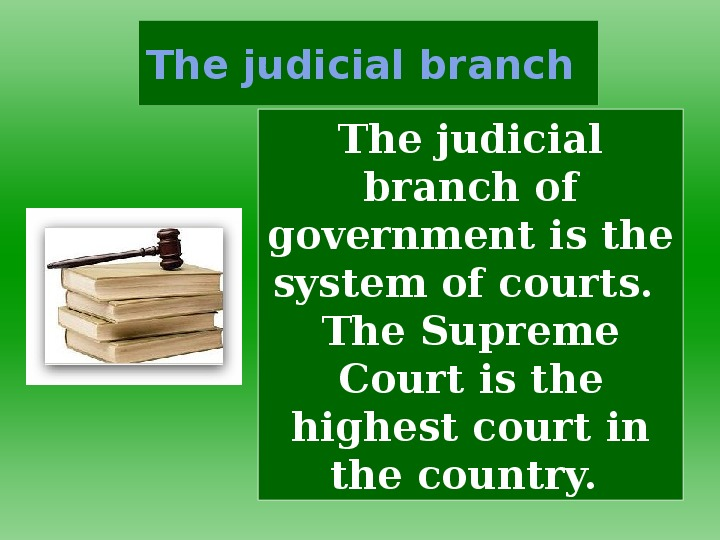 The judicial branch
The judicial
branch of
government is the
system of courts.
The Supreme
Court is the
highest court in
the country.